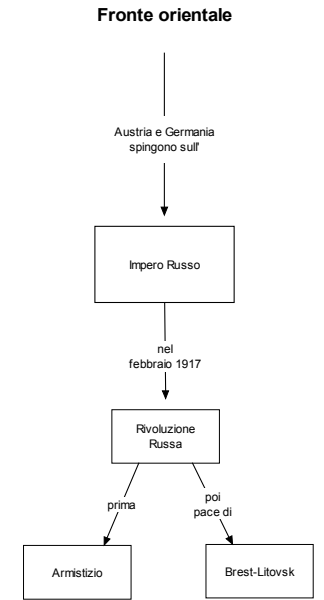 Fronte orientale
Austria e Germania
spingono sull'
Impero Russo
nel
febbraio 1917
Rivoluzione
Russa
prima
poi
pace di
Armistizio
Brest-Litovsk